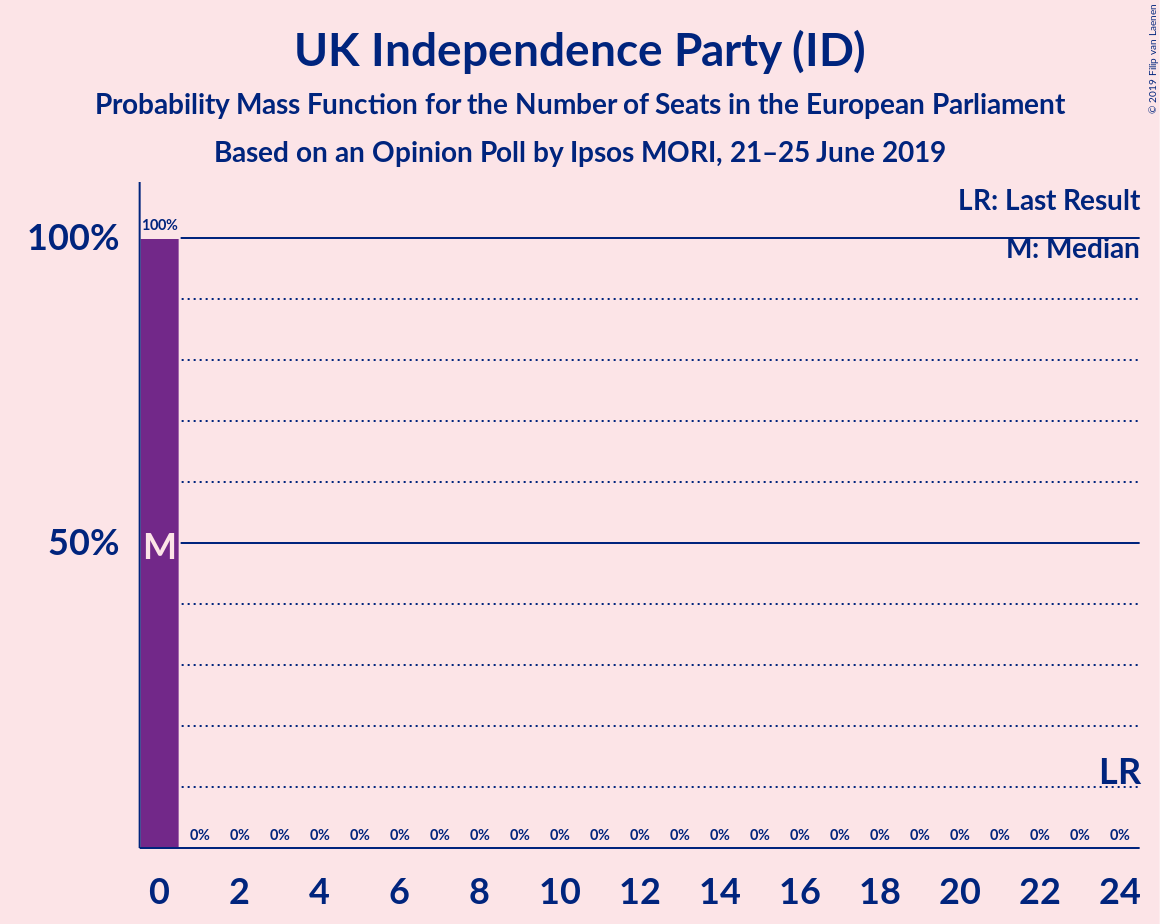 UK Independence Party (ID)
Probability Mass Function for the Number of Seats in the European Parliament
Based on an Opinion Poll by Ipsos MORI, 21–25 June 2019
© 2019 Filip van Laenen
LR: Last Result
M: Median
100%
50%
100%
M
LR
0% 0% 0% 0% 0% 0% 0% 0% 0% 0% 0% 0% 0% 0% 0% 0% 0% 0% 0% 0% 0% 0% 0% 0%
0 2 4 6 8 10 12 14 16 18 20 22 24